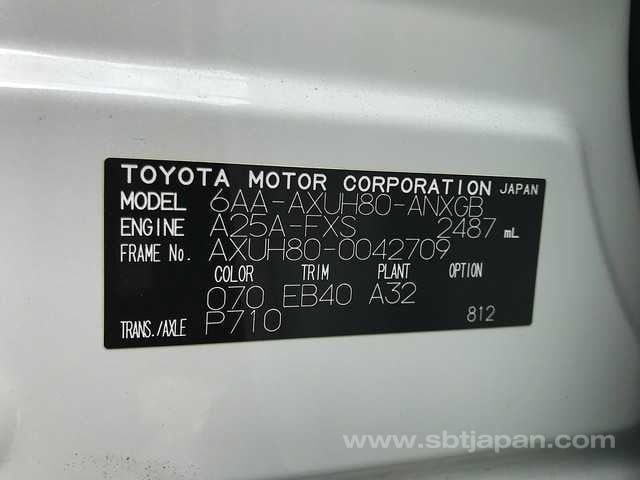 TOYOTA MOTOR CORPORATION JAPAN
MODEL 6AA-AXUH80-ANXGB
ENGINE A25A-FXS 2487 mL
FRAME No. AXUH80-0042709
COLOR TRIM PLANT OPTION
070 EB40 A32
TRANS./AXLE P710 812
www.sbtjapan.com